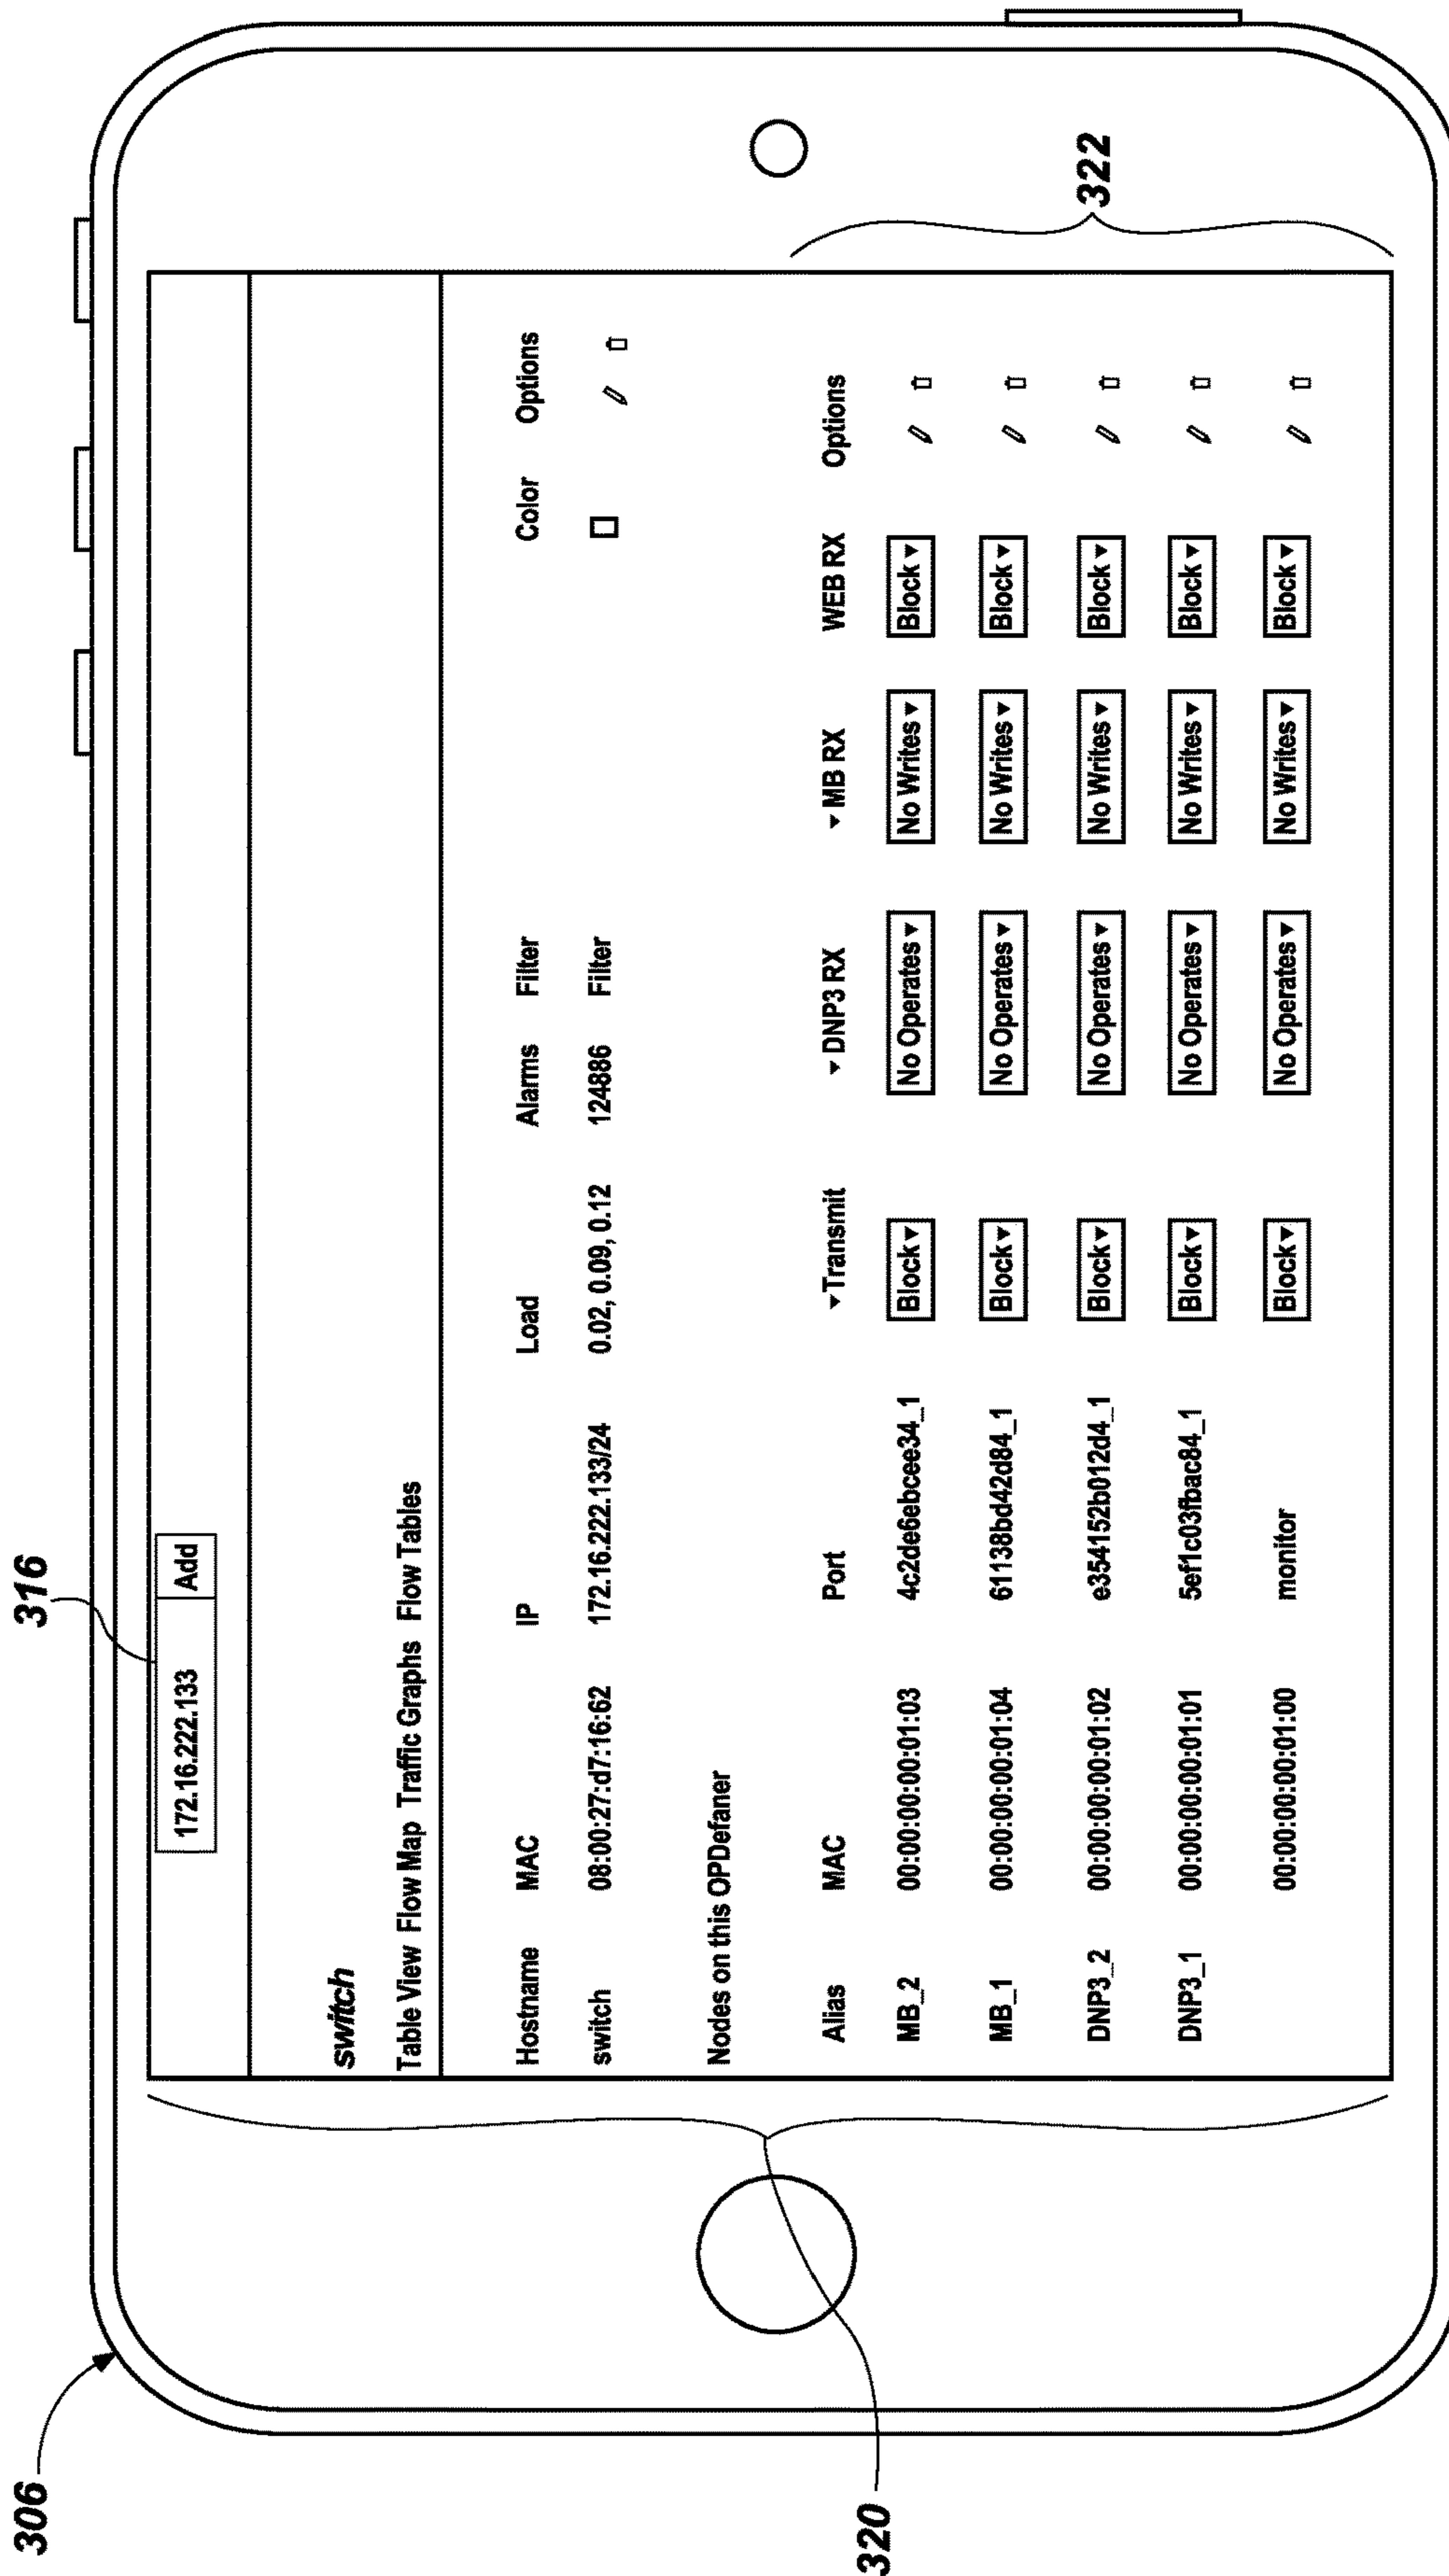 306
316
172.16.222.133 Add
switch
Table View Flow Map Traffic Graphs Flow Tables
Hostname MAC IP Load Alarms Filter Color Options
switch 08:00:27:d7:16:62 172.16.222.133/24 0.02, 0.09, 0.12 124886 Filter
Nodes on this OPDefaner
Alias MAC Port ▾Transmit ▾ DNP3 RX ▾ MB RX WEB RX Options
MB_2 00:00:00:00:01:03 4c2de6ebcee34_1 Block▾ No Operates▾ No Writes▾ Block▾
MB_1 00:00:00:00:01:04 61138bd42d84_1 Block▾ No Operates▾ No Writes▾ Block▾
DNP3_2 00:00:00:00:01:02 e354152b012d4_1 Block▾ No Operates▾ No Writes▾ Block▾
DNP3_1 00:00:00:00:01:01 5ef1c03fbac84_1 Block▾ No Operates▾ No Writes▾ Block▾
00:00:00:00:01:00 monitor Block▾ No Operates▾ No Writes▾ Block▾
320
322